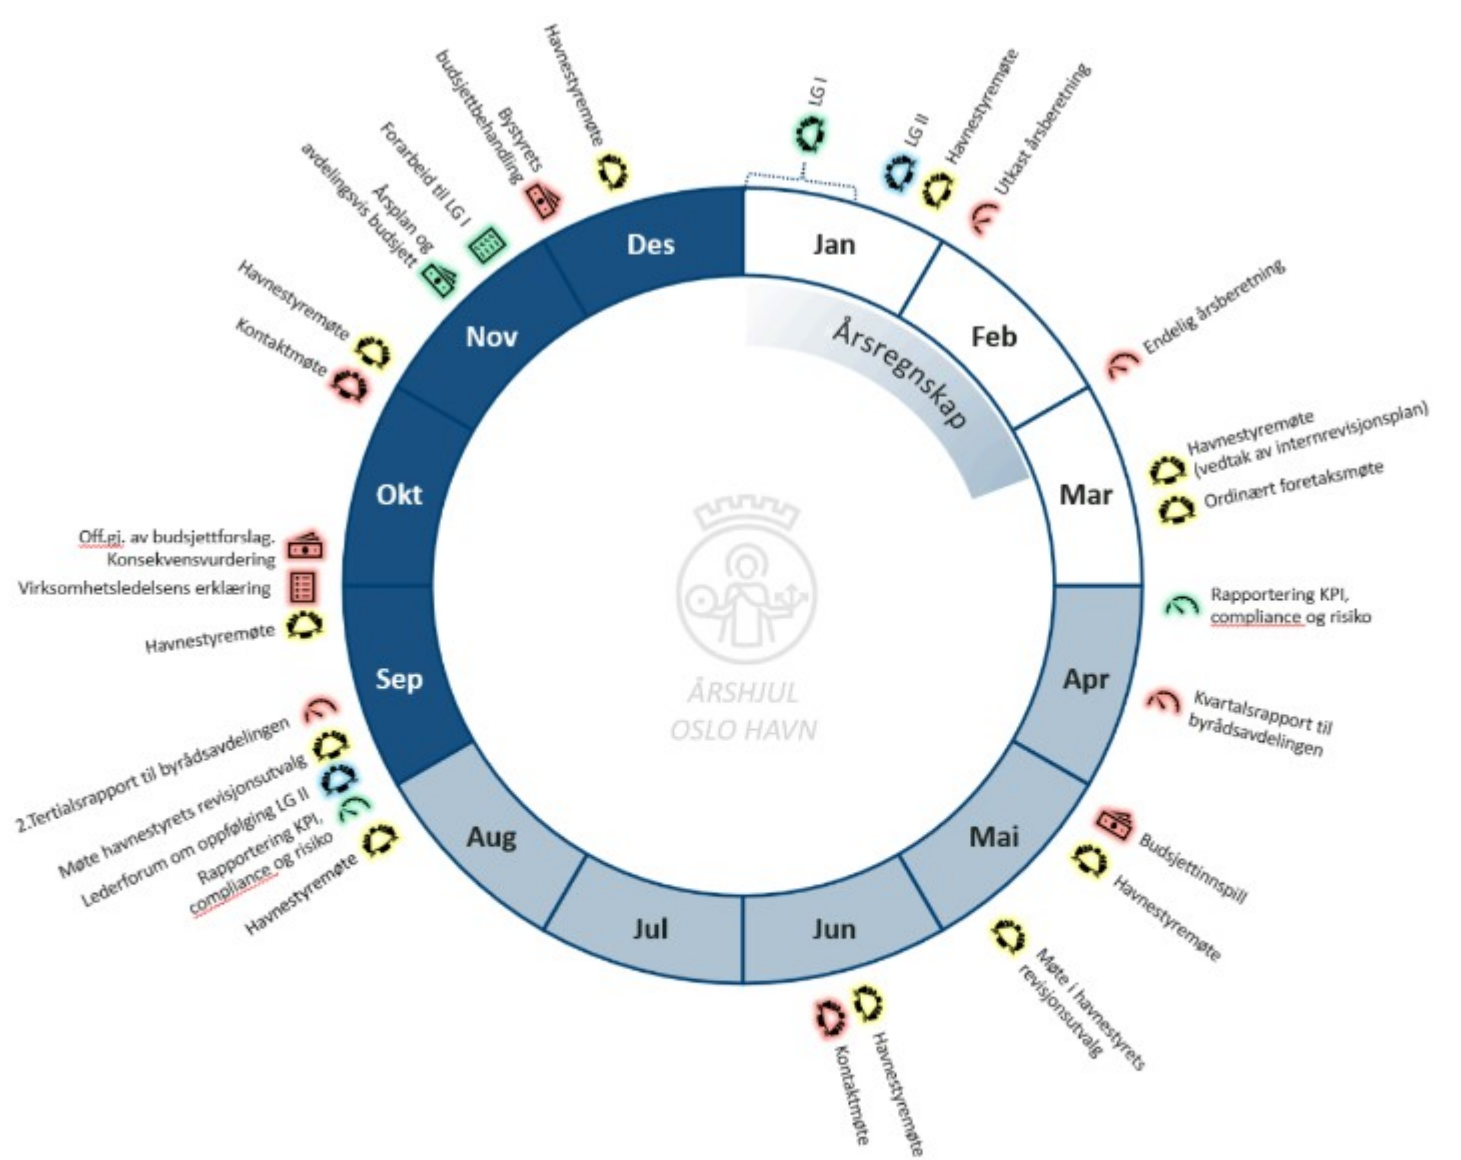 LG I
LG II
Havnestyremøte
Utkast årsberetning
Endelig årsberetning
Havnestyremøte
(vedtak av internrevisjonsplan)
Ordinært foretaksmøte
Rapportering KPI,
compliance og risiko
Kvartalsrapport til
byrådsavdelingen
Budsjettinnspill
Havnestyremøte
Møte i havnestyrets
revisjonsutvalg
Havnestyremøte
Kontaktmøte
Havnestyremøte
Rapportering KPI,
compliance og risiko
Lederforum om oppfølging LG II
Møte havnestyrets revisjonsutvalg
2.Tertialsrapport til byrådsavdelingen
Havnestyremøte
Virksomhetsledelsens erklæring
Off.gj. av budsjettforslag.
Konsekvensvurdering
Kontaktmøte
Havnestyremøte
Årsplan og
avdelingsvis budsjett
Forarbeid til LG I
Bystyrets
budsjettbehandling
Havnestyremøte
Jan
Feb
Mar
Apr
Mai
Jun
Jul
Aug
Sep
Okt
Nov
Des
Årsregnskap
ÅRSHJUL
OSLO HAVN